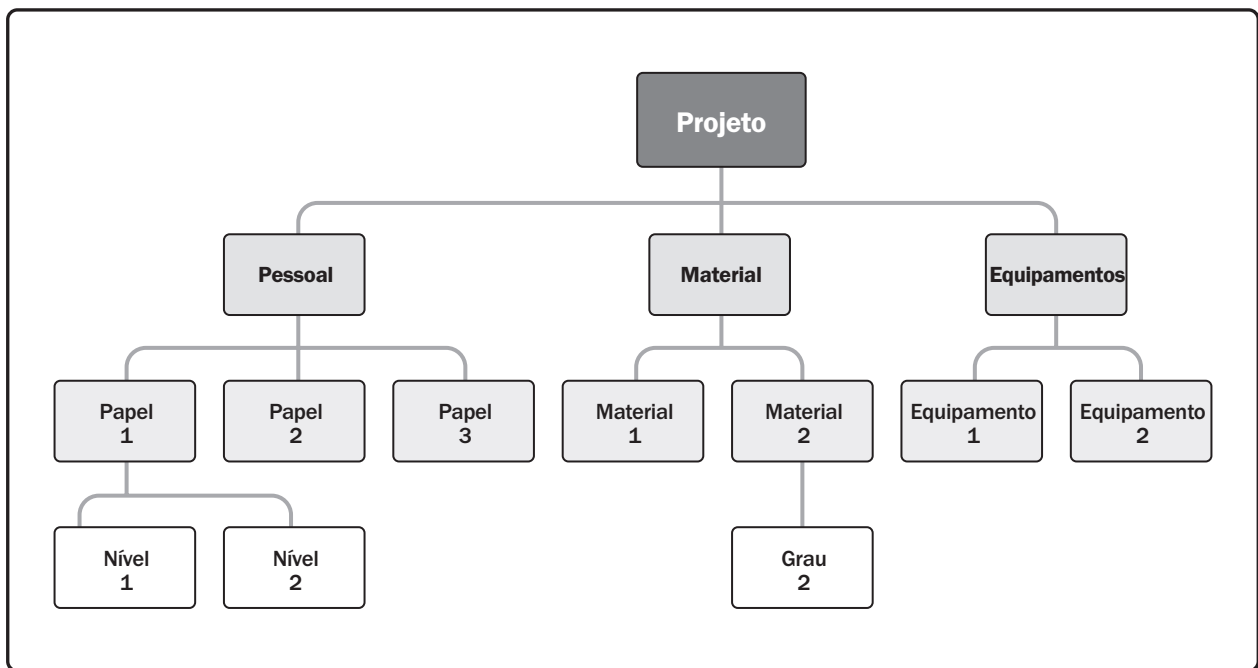 Projeto
Pessoal
Material
Equipamentos
Papel
1
Papel
2
Papel
3
Material
1
Material
2
Equipamento
1
Equipamento
2
Nível
1
Nível
2
Grau
2